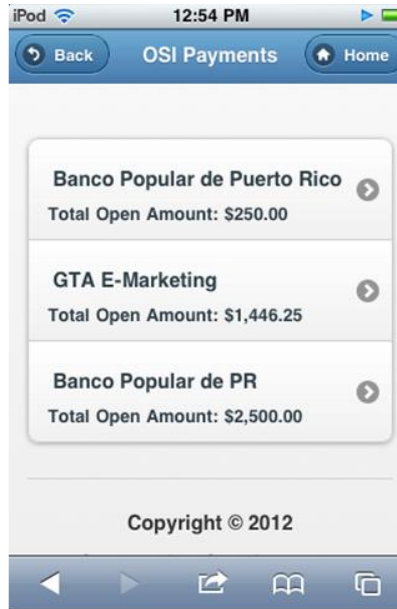 iPod 12:54 PM
Back OSI Payments Home
Banco Popular de Puerto Rico
Total Open Amount: $250.00
GTA E-Marketing
Total Open Amount: $1,446.25
Banco Popular de PR
Total Open Amount: $2,500.00
Copyright © 2012